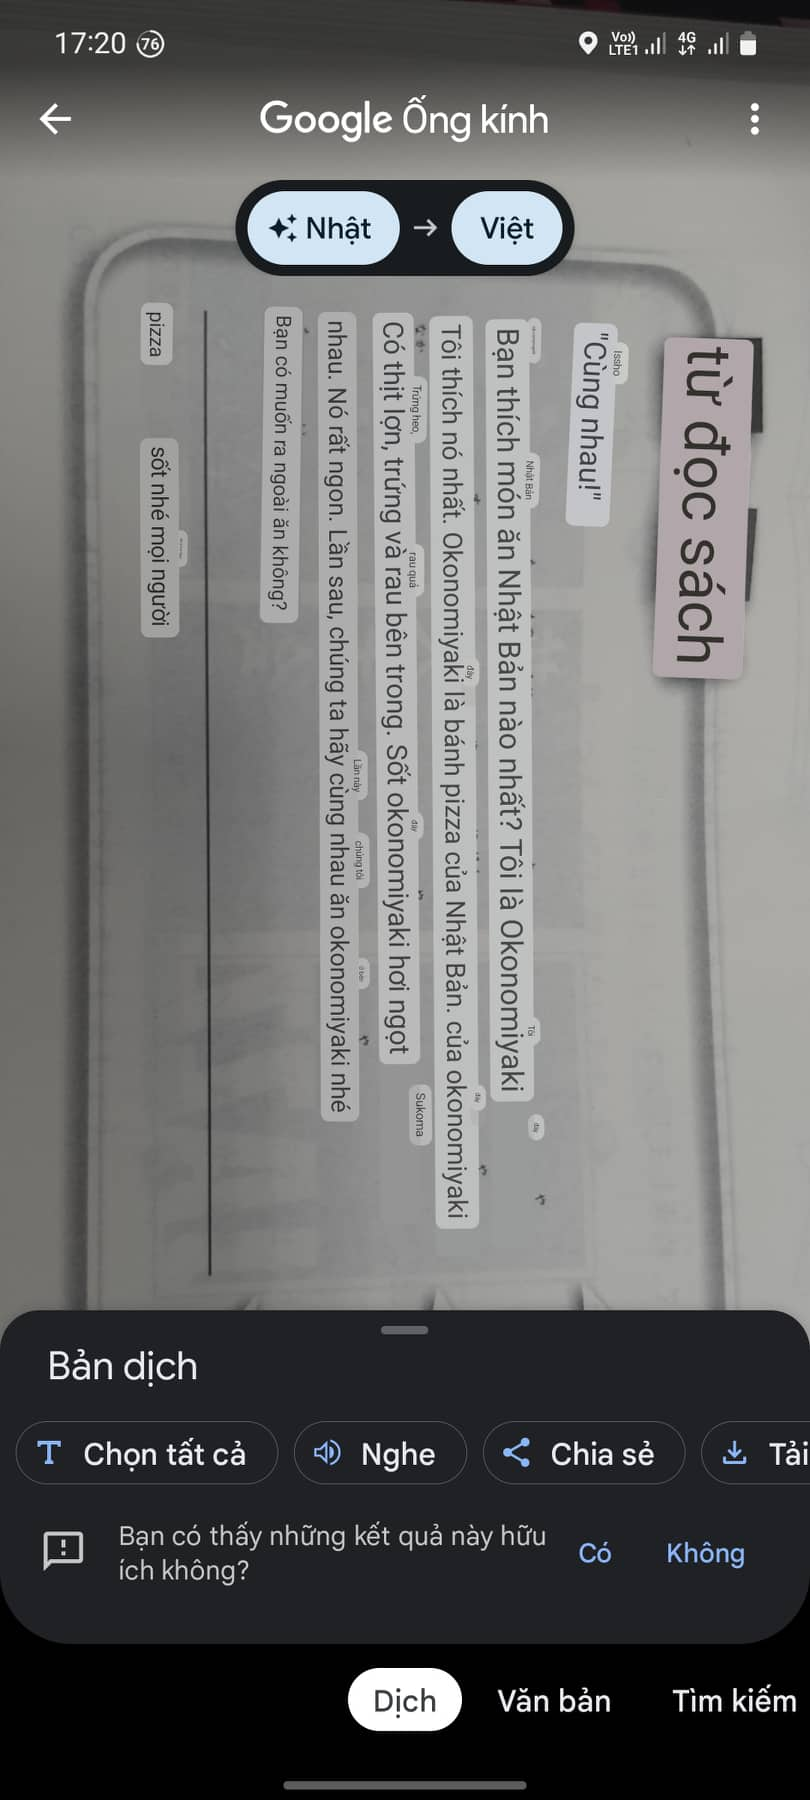 17:20 76 Vo)) LTE1 4G
Google Ống kính
Nhật → Việt
từ đọc sách
Issho
"Cùng nhau!"
Nhật Bản
Tôi
đây
Bạn thích món ăn Nhật Bản nào nhất? Tôi là Okonomiyaki
đây
đây
Tôi thích nó nhất. Okonomiyaki là bánh pizza của Nhật Bản. của okonomiyaki
Trứng heo,
rau quả
đây
Sukoma
Có thịt lợn, trứng và rau bên trong. Sốt okonomiyaki hơi ngọt
Lần này
chúng tôi
nhau. Nó rất ngon. Lần sau, chúng ta hãy cùng nhau ăn okonomiyaki nhé
Bạn có muốn ra ngoài ăn không?
pizza
sốt nhé mọi người
Bản dịch
Chọn tất cả
Nghe
Chia sẻ
Tải
Bạn có thấy những kết quả này hữu
ích không?
Có
Không
Dịch
Văn bản
Tìm kiếm